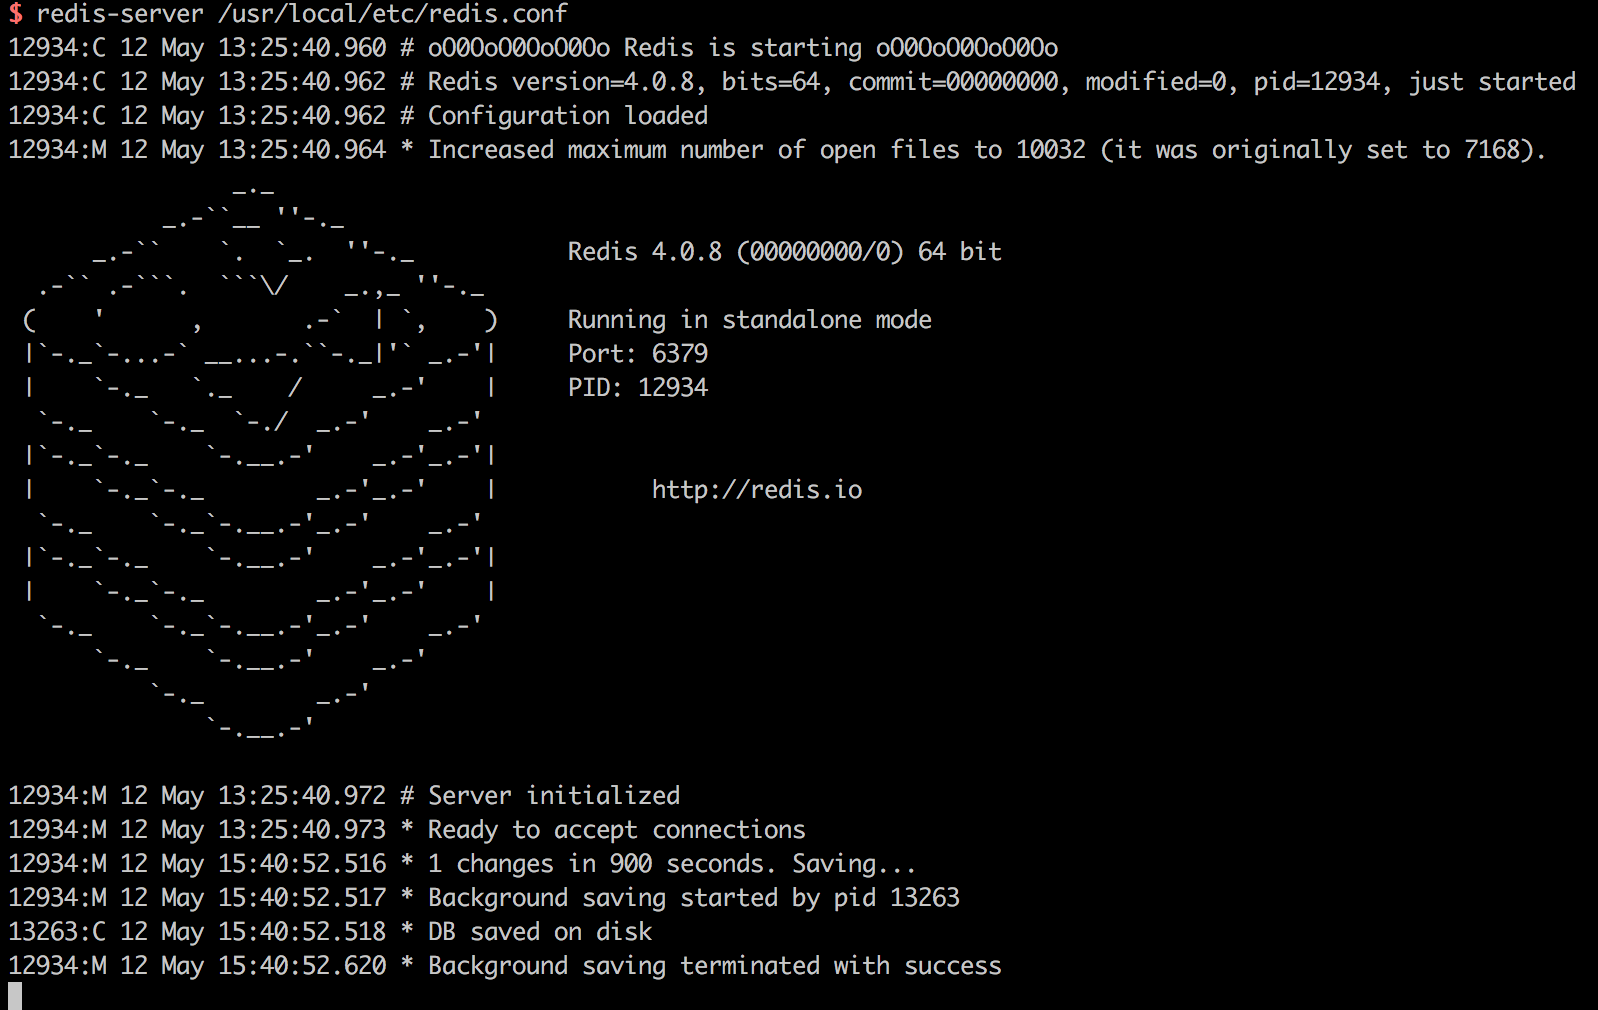 $ redis-server /usr/local/etc/redis.conf
12934:C 12 May 13:25:40.960 # oO0OoO0OoO0Oo Redis is starting oO0OoO0OoO0Oo
12934:C 12 May 13:25:40.962 # Redis version=4.0.8, bits=64, commit=00000000, modified=0, pid=12934, just started
12934:C 12 May 13:25:40.962 # Configuration loaded
12934:M 12 May 13:25:40.964 * Increased maximum number of open files to 10032 (it was originally set to 7168).
Redis 4.0.8 (00000000/0) 64 bit
Running in standalone mode
Port: 6379
PID: 12934
http://redis.io
12934:M 12 May 13:25:40.972 # Server initialized
12934:M 12 May 13:25:40.973 * Ready to accept connections
12934:M 12 May 15:40:52.516 * 1 changes in 900 seconds. Saving...
12934:M 12 May 15:40:52.517 * Background saving started by pid 13263
13263:C 12 May 15:40:52.518 * DB saved on disk
12934:M 12 May 15:40:52.620 * Background saving terminated with success